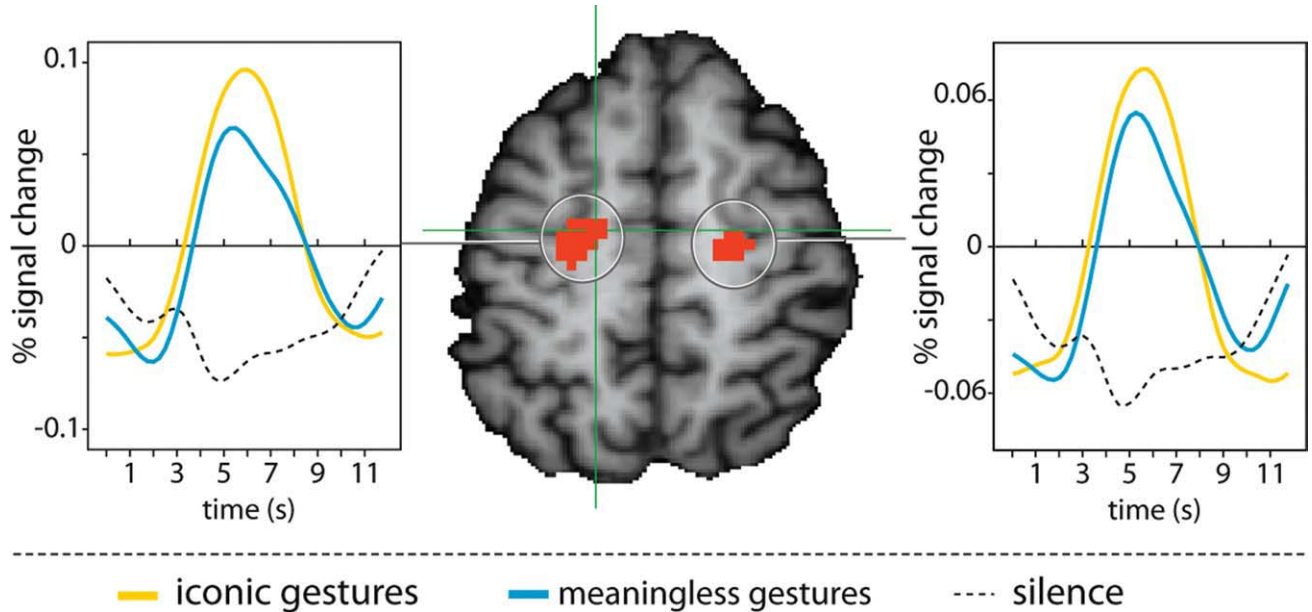 % signal change
0.1
0
-0.1
1 3 5 7 9 11
time (s)
% signal change
0.06
0
-0.06
1 3 5 7 9 11
time (s)
iconic gestures meaningless gestures silence